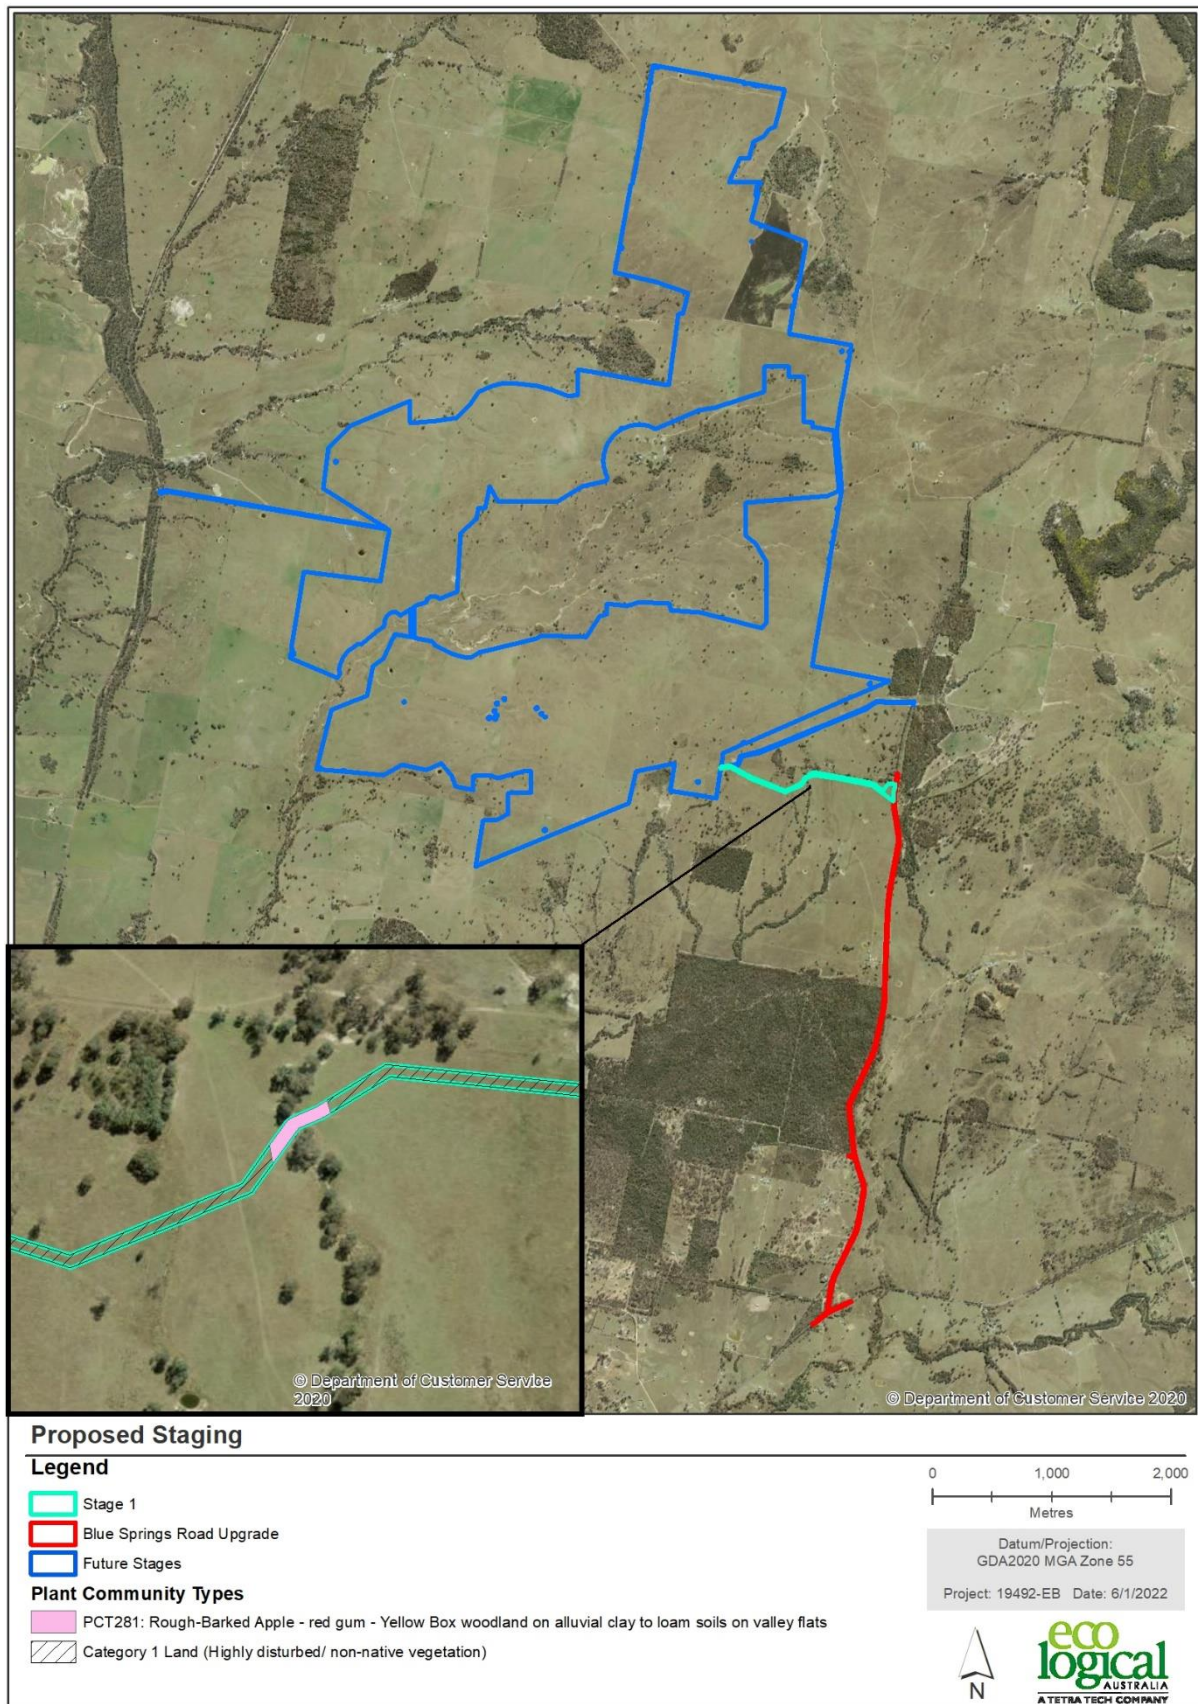 © Department of Customer Service
2020
© Department of Customer Service 2020
Proposed Staging
Legend
Stage 1
Blue Springs Road Upgrade
Future Stages
Plant Community Types
PCT281: Rough-Barked Apple - red gum - Yellow Box woodland on alluvial clay to loam soils on valley flats
Category 1 Land (Highly disturbed/ non-native vegetation)
0 1,000 2,000
Metres
Datum/Projection:
GDA2020 MGA Zone 55
Project: 19492-EB Date: 6/1/2022
N
eco
logical
AUSTRALIA
A TETRA TECH COMPANY